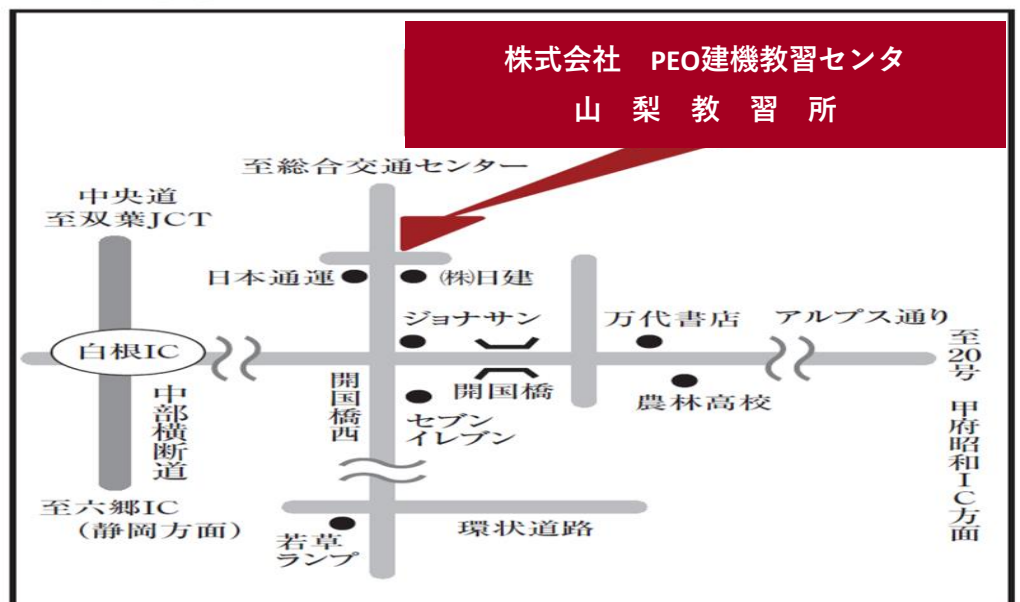 株式会社　PEO建機教習センタ
山　梨　教　習　所
至総合交通センター
中央道
至双葉JCT
日本通運
㈱日建
ジョナサン
万代書店
アルプス通り
白根IC
開国橋
農林高校
開国橋西
セブン
イレブン
中部横断道
至20号　甲府昭和IC方面
至六郷IC
（静岡方面）
環状道路
若草
ランプ